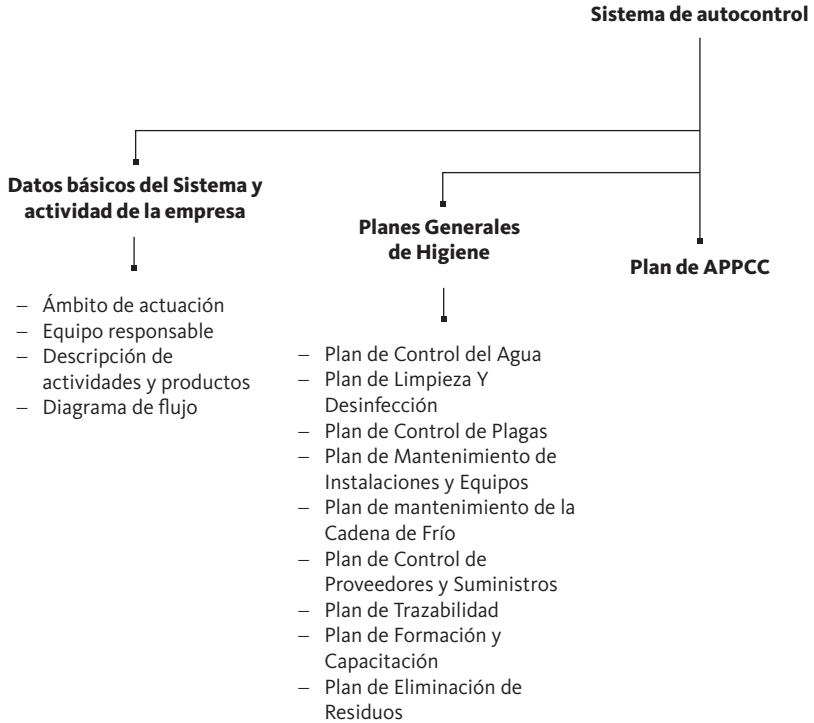 Sistema de autocontrol
Datos básicos del Sistema y
actividad de la empresa
– Ámbito de actuación
– Equipo responsable
– Descripción de
actividades y productos
– Diagrama de flujo
Planes Generales
de Higiene
– Plan de Control del Agua
– Plan de Limpieza Y
Desinfección
– Plan de Control de Plagas
– Plan de Mantenimiento de
Instalaciones y Equipos
– Plan de mantenimiento de la
Cadena de Frío
– Plan de Control de
Proveedores y Suministros
– Plan de Trazabilidad
– Plan de Formación y
Capacitación
– Plan de Eliminación de
Residuos
Plan de APPCC